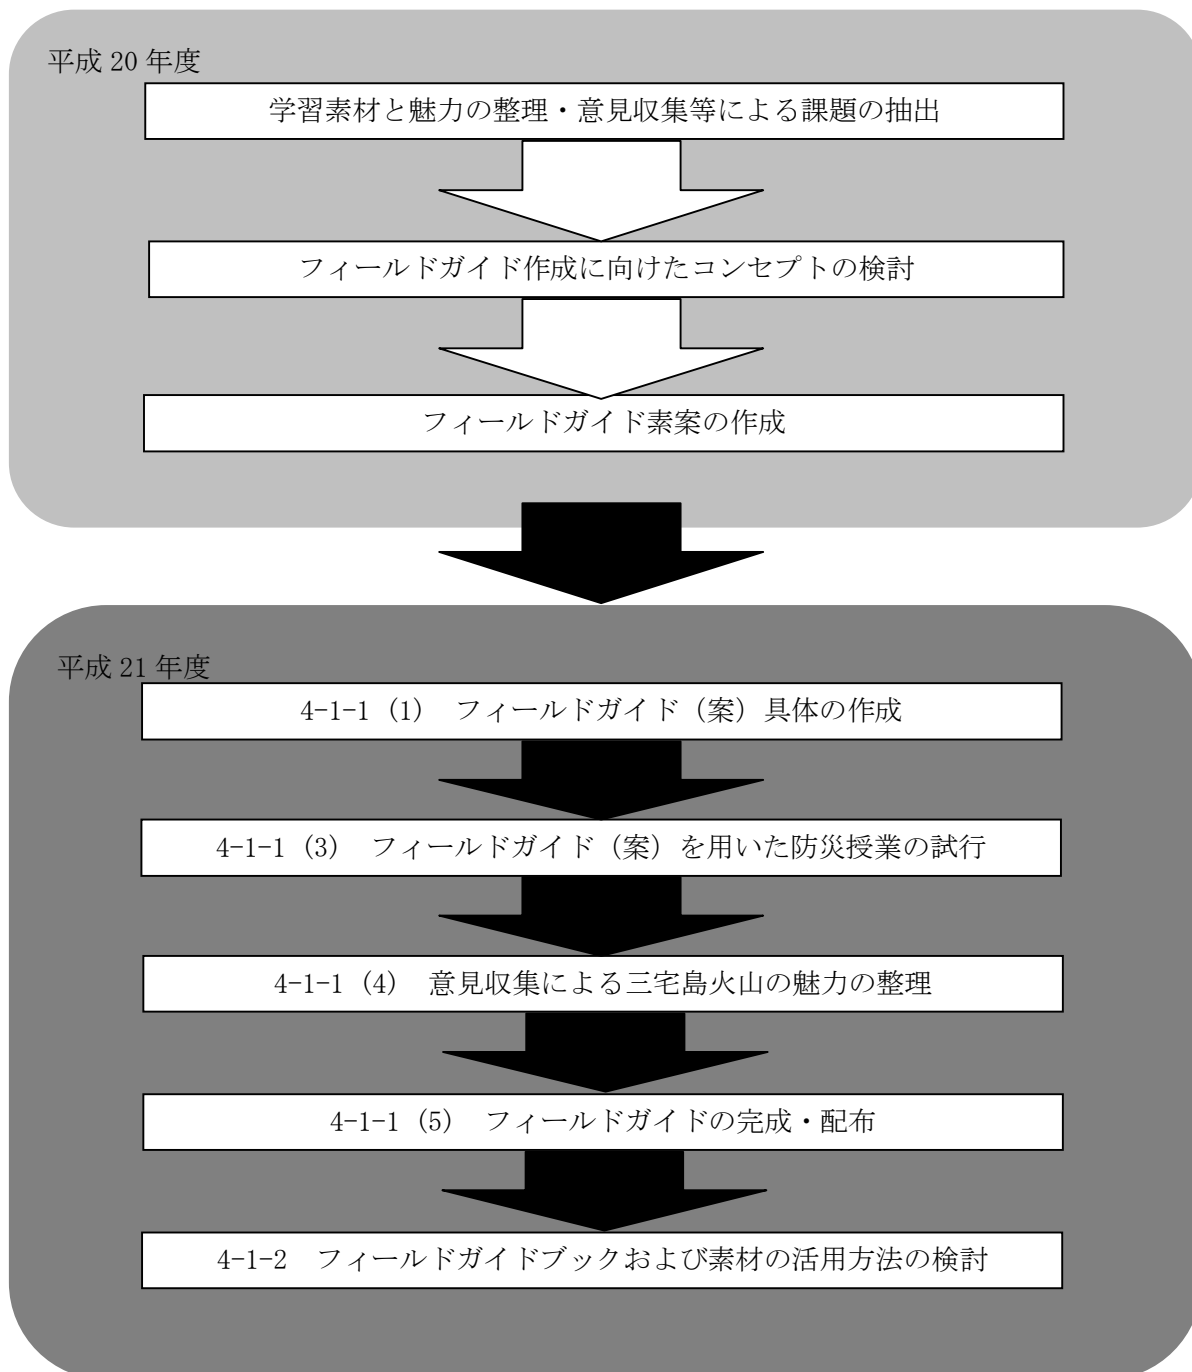 平成 20 年度
学習素材と魅力の整理・意見収集等による課題の抽出
フィールドガイド作成に向けたコンセプトの検討
フィールドガイド素案の作成
平成 21 年度
4-1-1（1）　フィールドガイド（案）具体の作成
4-1-1（3）　フィールドガイド（案）を用いた防災授業の試行
4-1-1（4）　意見収集による三宅島火山の魅力の整理
4-1-1（5）　フィールドガイドの完成・配布
4-1-2　フィールドガイドブックおよび素材の活用方法の検討